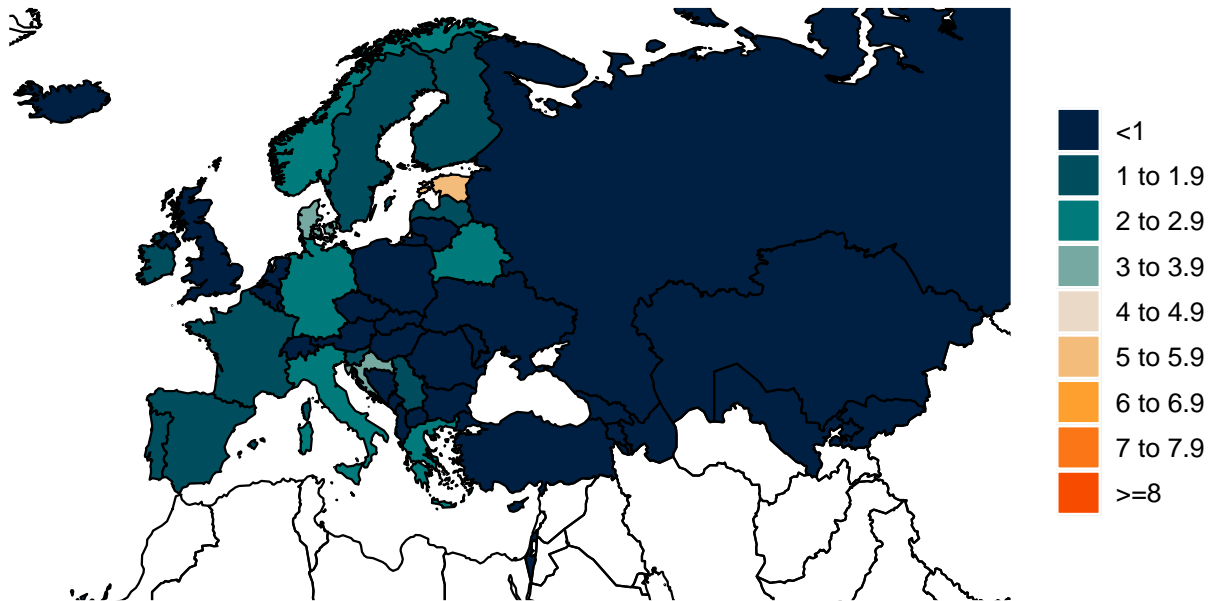 <1
1 to 1.9
2 to 2.9
3 to 3.9
4 to 4.9
5 to 5.9
6 to 6.9
7 to 7.9
>=8